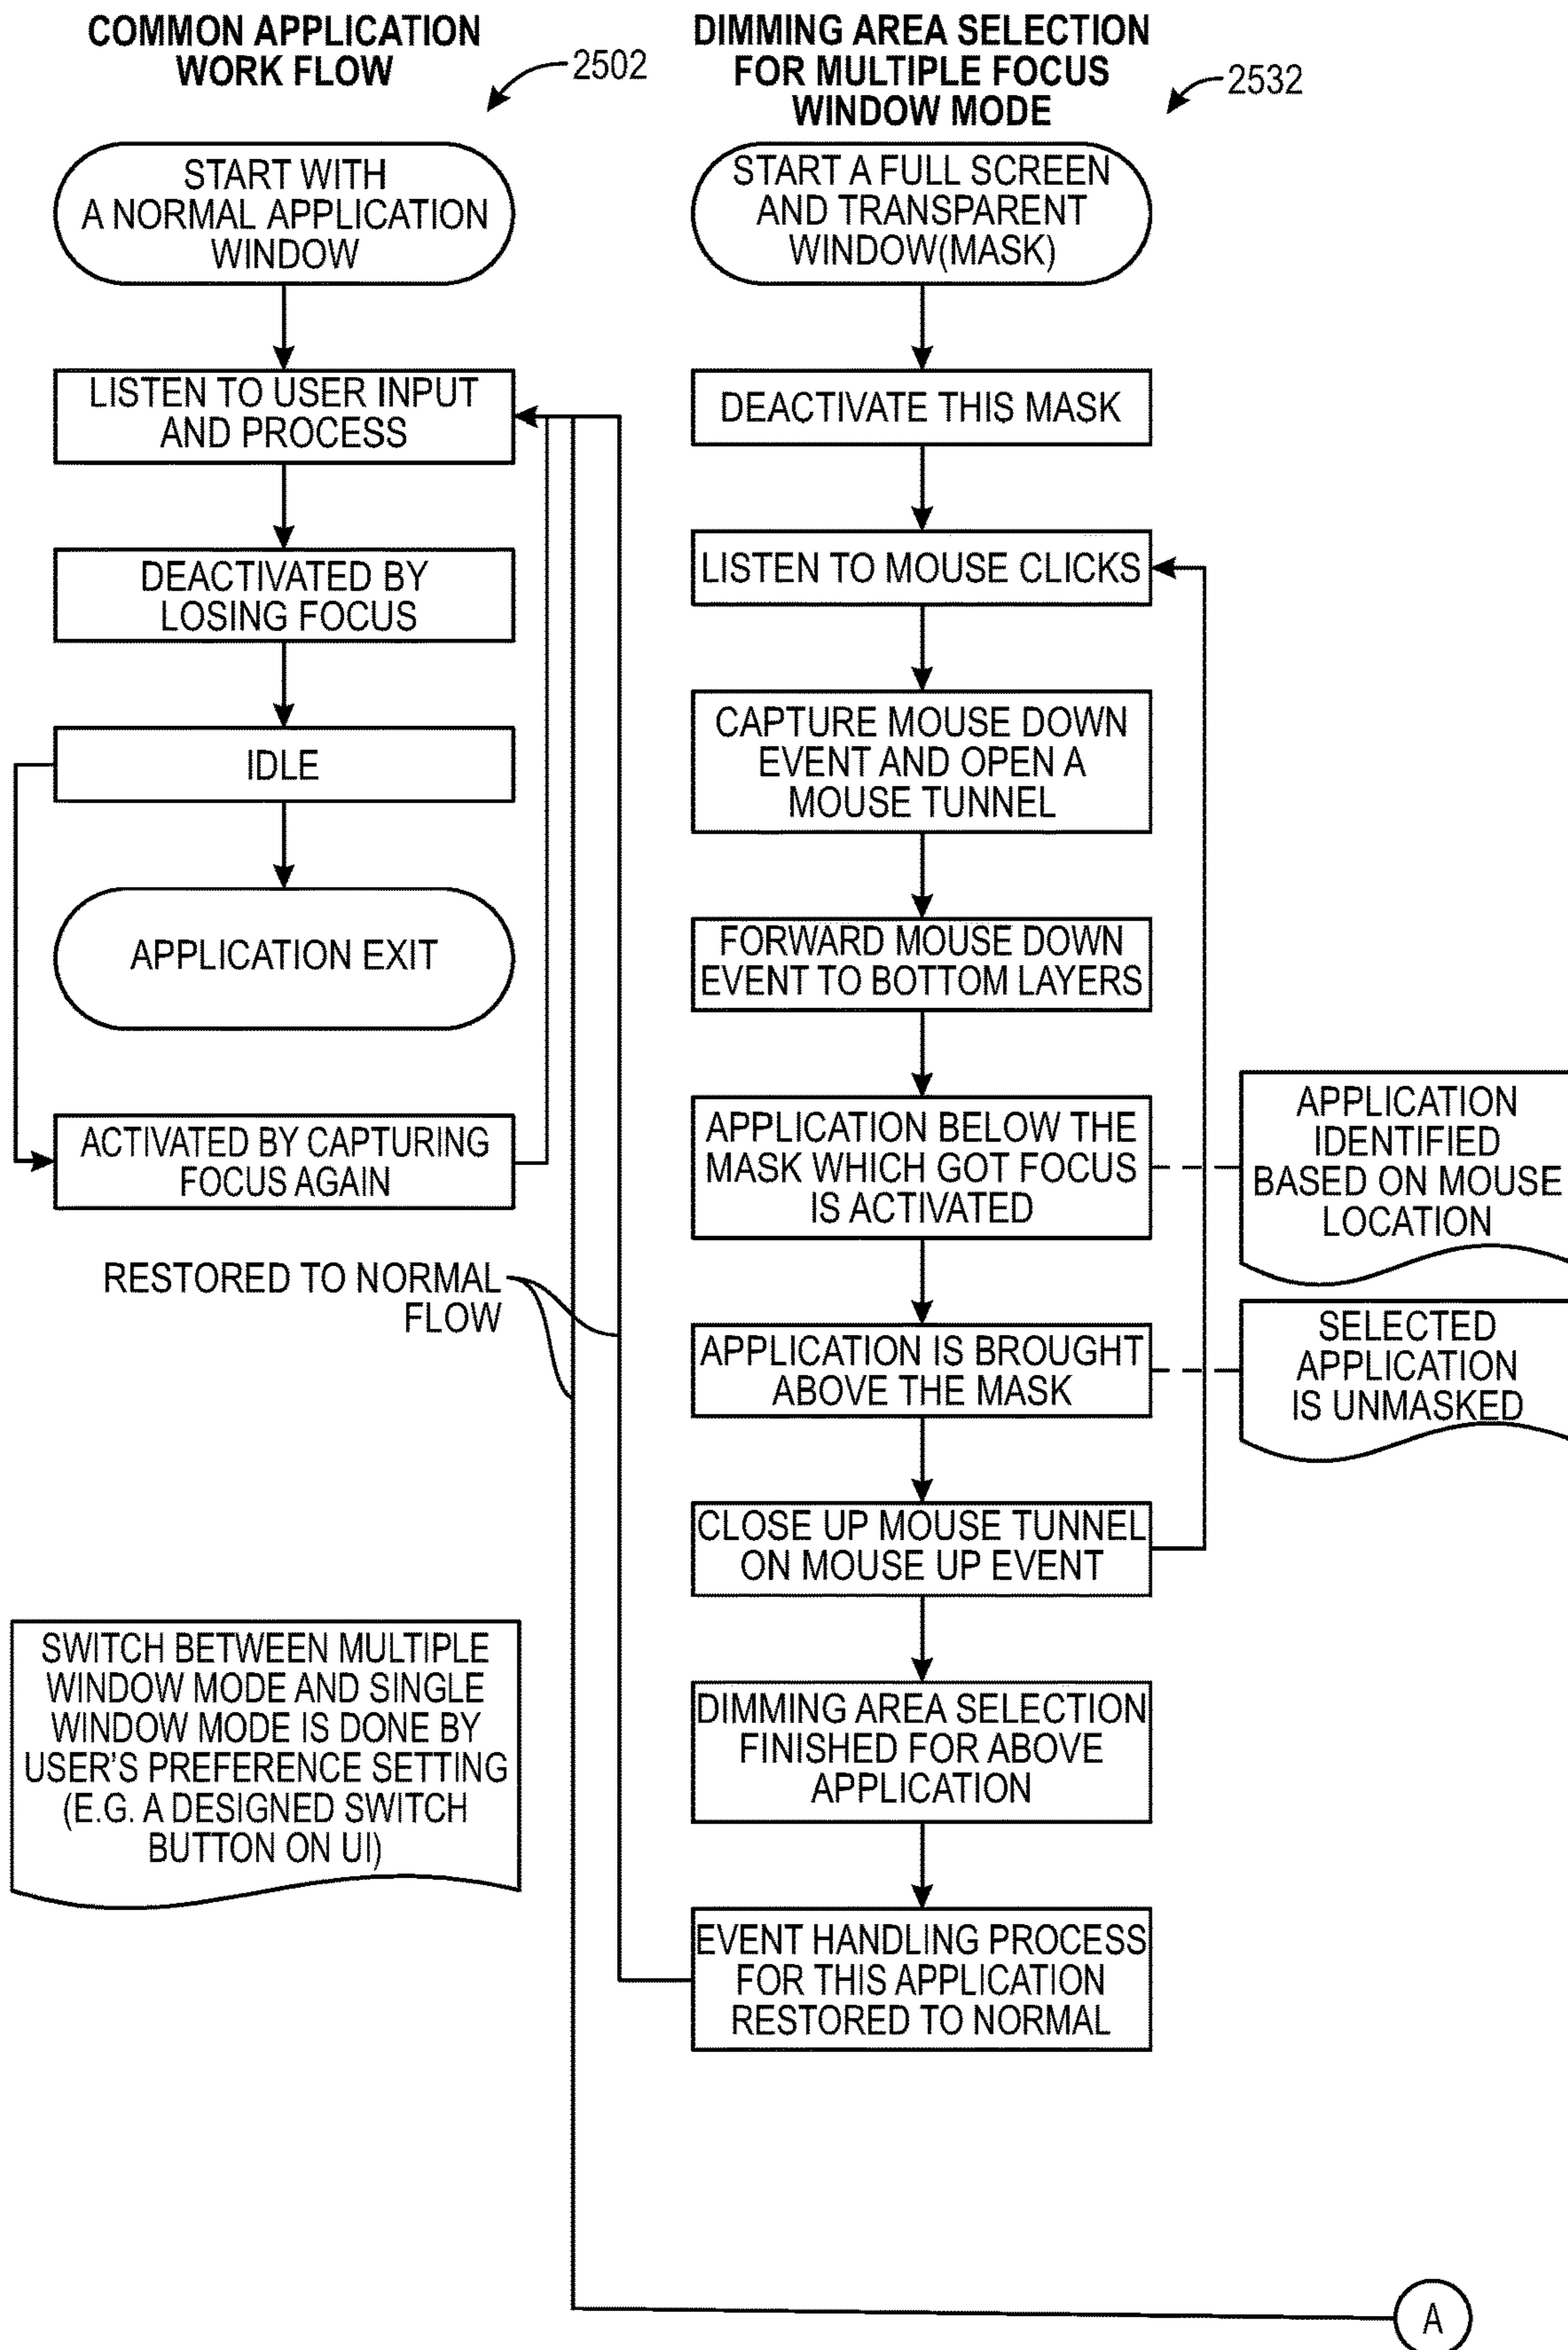 COMMON APPLICATION
WORK FLOW
2502
START WITH
A NORMAL APPLICATION
WINDOW
LISTEN TO USER INPUT
AND PROCESS
DEACTIVATED BY
LOSING FOCUS
IDLE
APPLICATION EXIT
ACTIVATED BY CAPTURING
FOCUS AGAIN
RESTORED TO NORMAL
FLOW
SWITCH BETWEEN MULTIPLE
WINDOW MODE AND SINGLE
WINDOW MODE IS DONE BY
USER'S PREFERENCE SETTING
(E.G. A DESIGNED SWITCH
BUTTON ON UI)
DIMMING AREA SELECTION
FOR MULTIPLE FOCUS
WINDOW MODE
2532
START A FULL SCREEN
AND TRANSPARENT
WINDOW(MASK)
DEACTIVATE THIS MASK
LISTEN TO MOUSE CLICKS
CAPTURE MOUSE DOWN
EVENT AND OPEN A
MOUSE TUNNEL
FORWARD MOUSE DOWN
EVENT TO BOTTOM LAYERS
APPLICATION BELOW THE
MASK WHICH GOT FOCUS
IS ACTIVATED
APPLICATION
IDENTIFIED
BASED ON MOUSE
LOCATION
APPLICATION IS BROUGHT
ABOVE THE MASK
SELECTED
APPLICATION
IS UNMASKED
CLOSE UP MOUSE TUNNEL
ON MOUSE UP EVENT
DIMMING AREA SELECTION
FINISHED FOR ABOVE
APPLICATION
EVENT HANDLING PROCESS
FOR THIS APPLICATION
RESTORED TO NORMAL
A